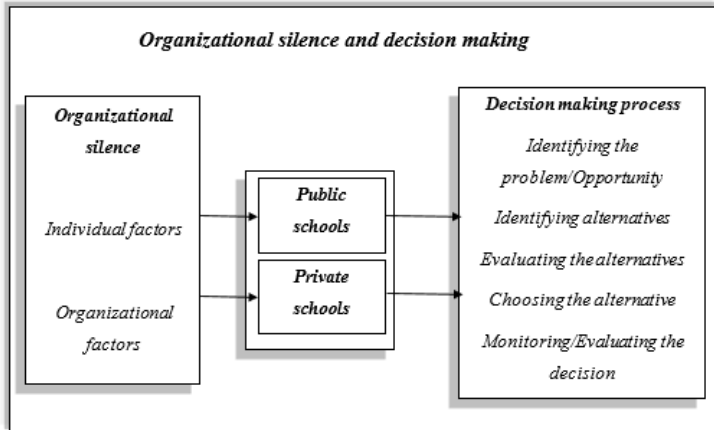 Organizational silence and decision making
Organizational
silence
Individual factors
Organizational
factors
Public
schools
Private
schools
Decision making process
Identifying the
problem/Opportunity
Identifying alternatives
Evaluating the alternatives
Choosing the alternative
Monitoring/Evaluating the
decision